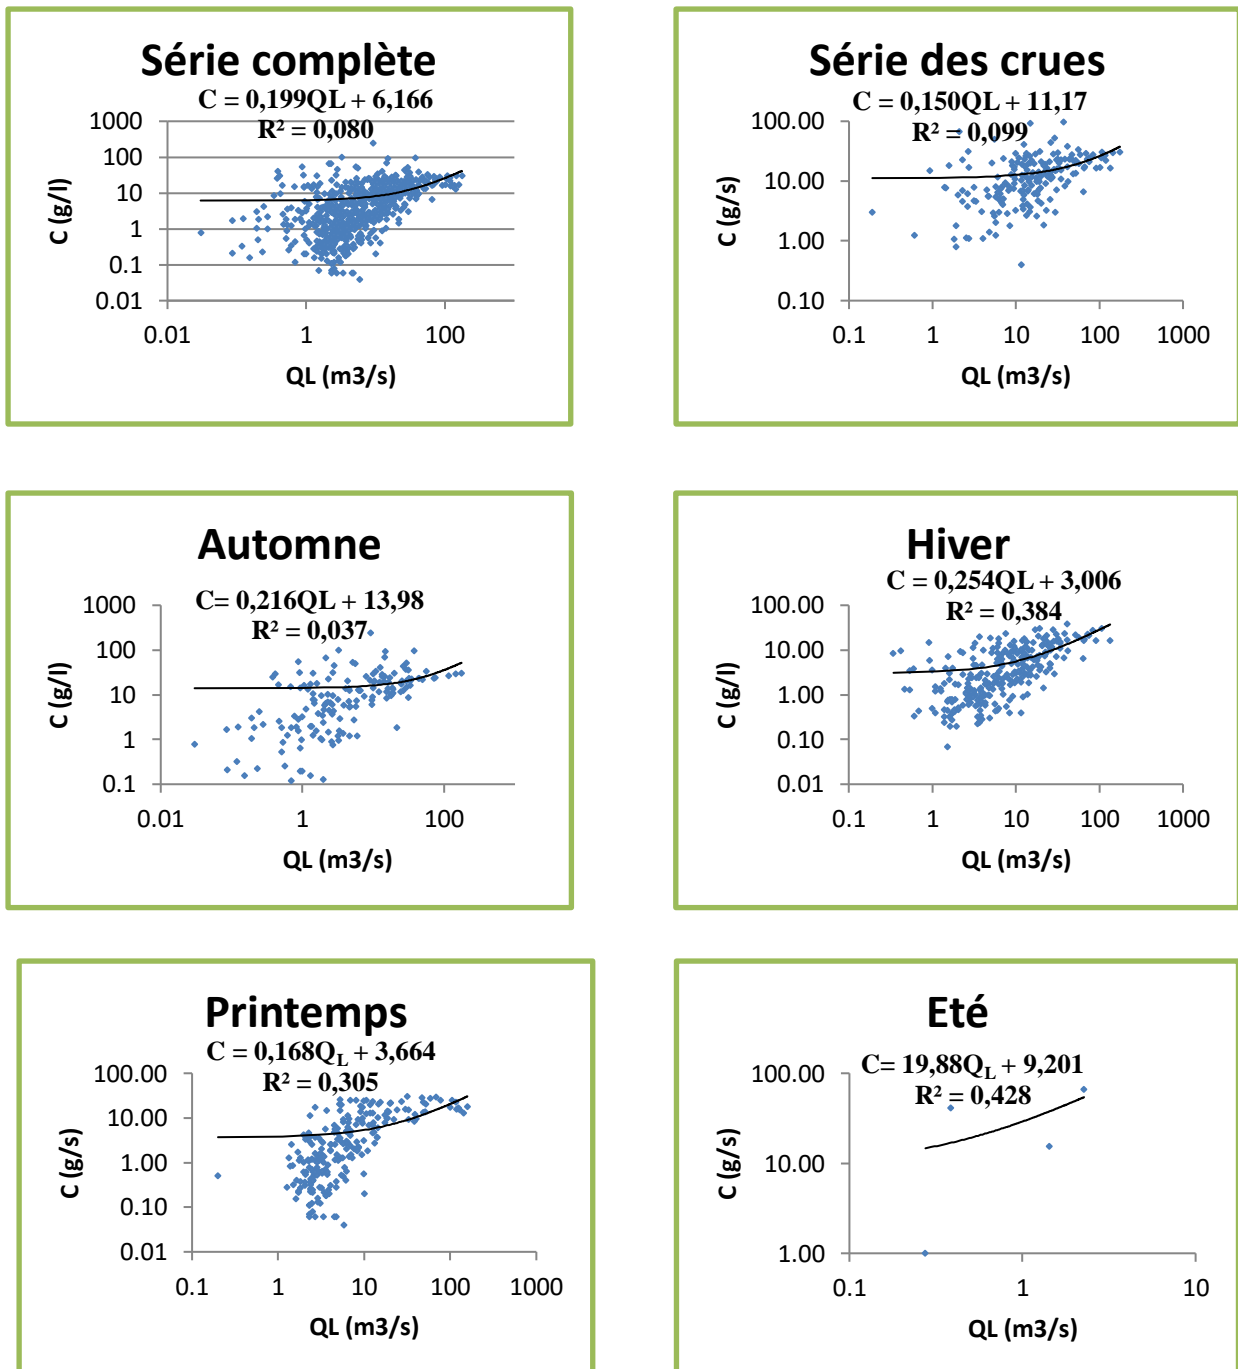 Série complète
C = 0,199QL + 6,166
R² = 0,080
1000
100
10
1
0.1
0.01
C (g/l)
0.01
1
100
QL (m3/s)
Série des crues
C = 0,150QL + 11,17
R² = 0,099
100.00
10.00
1.00
0.10
C (g/s)
0.1
1
10
100
1000
QL (m3/s)
Automne
C= 0,216QL + 13,98
R² = 0,037
1000
100
10
1
0.1
C (g/l)
0.01
1
100
QL (m3/s)
Hiver
C = 0,254QL + 3,006
R² = 0,384
100.00
10.00
1.00
0.10
0.01
C (g/l)
0.1
1
10
100
1000
QL (m3/s)
Printemps
C = 0,168Q_L + 3,664
R² = 0,305
100.00
10.00
1.00
0.10
0.01
C (g/s)
0.1
1
10
100
1000
QL (m3/s)
Eté
C= 19,88Q_L + 9,201
R² = 0,428
100.00
10.00
1.00
C (g/s)
0.1
1
10
QL (m3/s)